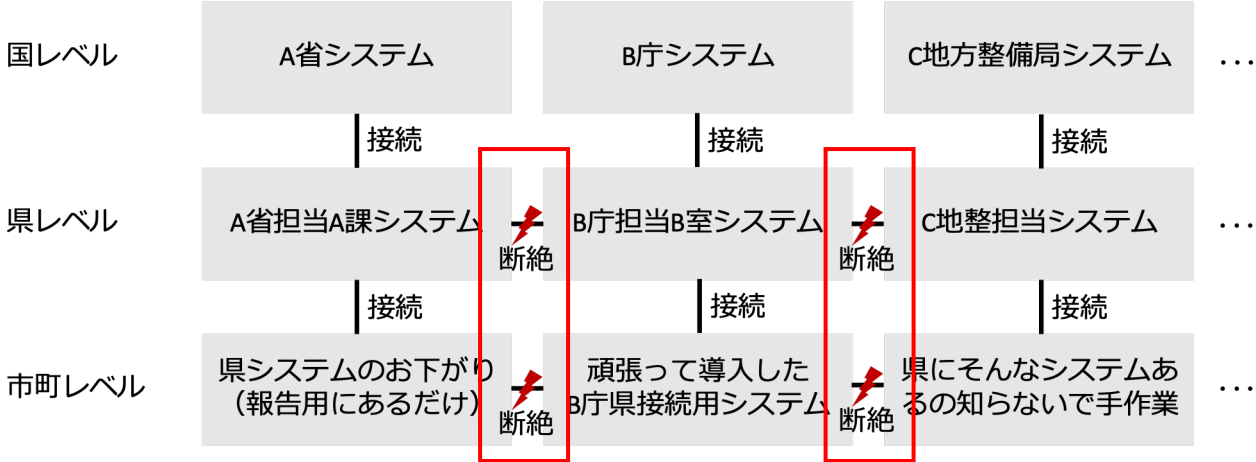 国レベル
A省システム
B庁システム
C地方整備局システム
...
接続
接続
接続
県レベル
A省担当A課システム
断絶
B庁担当B室システム
断絶
C地整担当システム
...
接続
接続
接続
市町レベル
県システムのお下がり
（報告用にあるだけ）
断絶
頑張って導入した
B庁県接続用システム
断絶
県にそんなシステムあ
るの知らないで手作業
...